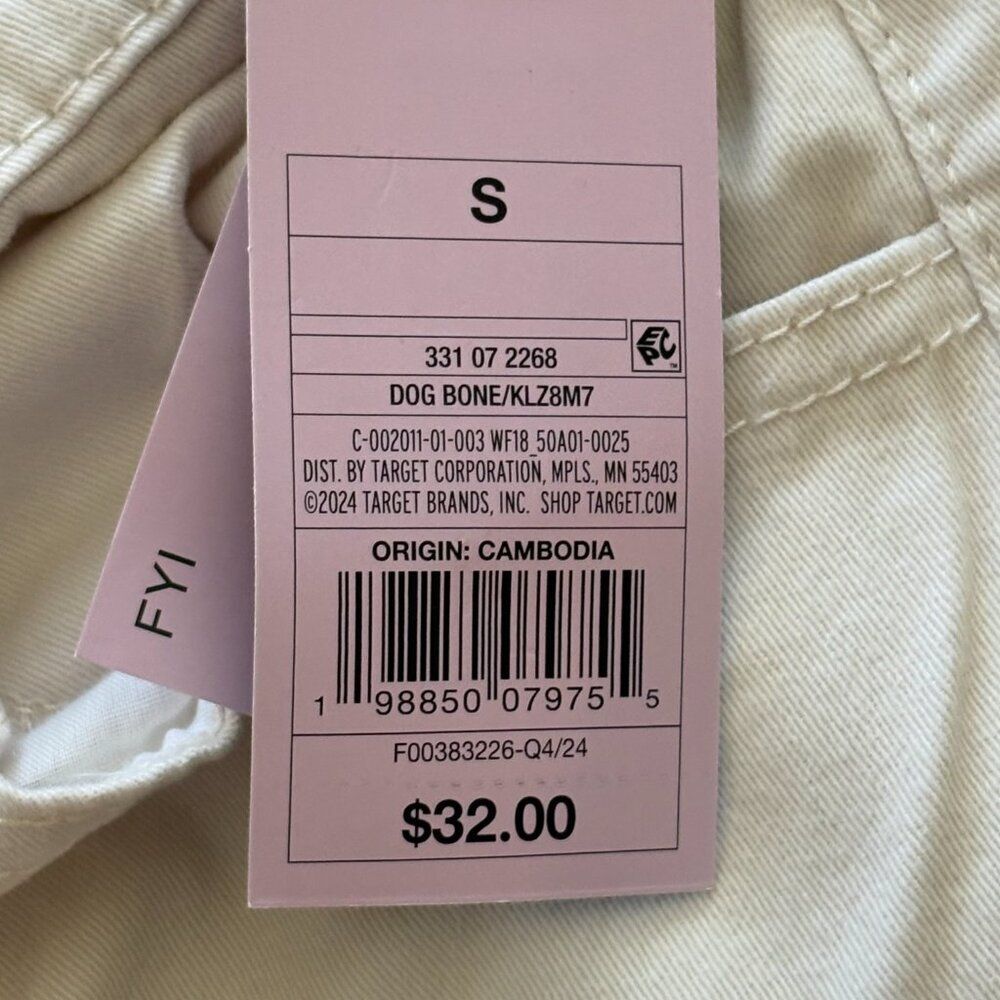 S
EPC™
331 07 2268
DOG BONE/KLZ8M7
C-002011-01-003 WF18_50A01-0025
DIST. BY TARGET CORPORATION, MPLS., MN 55403
©2024 TARGET BRANDS, INC. SHOP TARGET.COM
ORIGIN: CAMBODIA
1 98850 07975 5
F00383226-Q4/24
$32.00
FYI